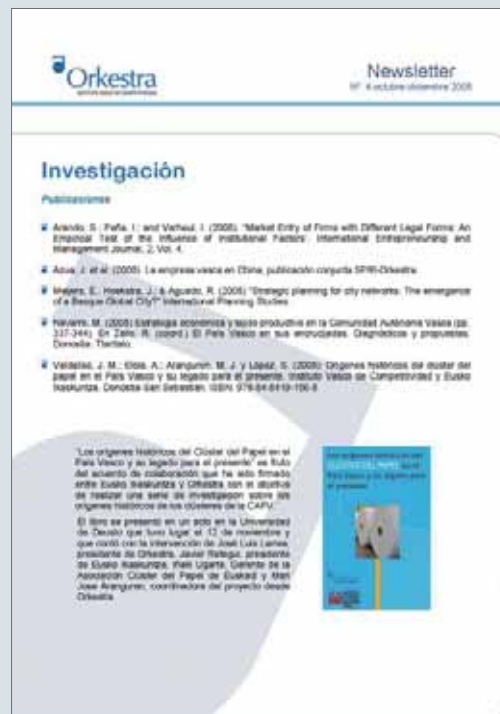 Orkestra
Newsletter
Nº 4 octubre-diciembre 2008
Investigación
Publicaciones
Arando, S.; Peña, I.; and Verheul, I. (2008). "Market Entry of Firms with Different Legal Forms: An
Empirical Test of the Influence of Institutional Factors". International Entrepreneurship and
Management Journal, 2, Vol. 4.
Azua, J. et al. (2008). La empresa vasca en China, publicación conjunta SPRI-Orkestra.
Meijers, E.; Hoekstra, J.; & Aguado, R. (2008) "Strategic planning for city networks: The emergence
of a Basque Global City?" International Planning Studies.
Navarro, M. (2008) Estrategia económica y tejido productivo en la Comunidad Autónoma Vasca (pp.
337-344). En Zallo, R. (coord.) El País Vasco en sus encrucijadas. Diagnósticos y propuestas.
Donostia: Ttarttalo.
Valdaliso, J. M.; Elola, A.; Aranguren, M. J. y López, S. (2008): Orígenes históricos del clúster del
papel en el País Vasco y su legado para el presente. Instituto Vasco de Competitividad y Eusko
Ikaskuntza, Donostia-San Sebastián. ISBN:
"Los orígenes históricos del Clúster del Papel en el
País Vasco y su legado para el presente" es fruto
del acuerdo de colaboración que ha sido firmado
entre Eusko Ikaskuntza y Orkestra con el objetivo
de realizar una serie de investigación sobre los
orígenes históricos de los clústeres de la CAPV.
El libro se presentó en un acto en la Universidad
de Deusto que tuvo lugar el 12 de noviembre y
que contó con la intervención de José Luis Larrea,
presidente de Orkestra, Javier Retegui, presidente
de Eusko Ikaskuntza, Iñaki Ugarte, Gerente de la
Asociación Clúster del Papel de Euskadi y Mari
Jose Aranguren, coordinadora del proyecto desde
Orkestra.